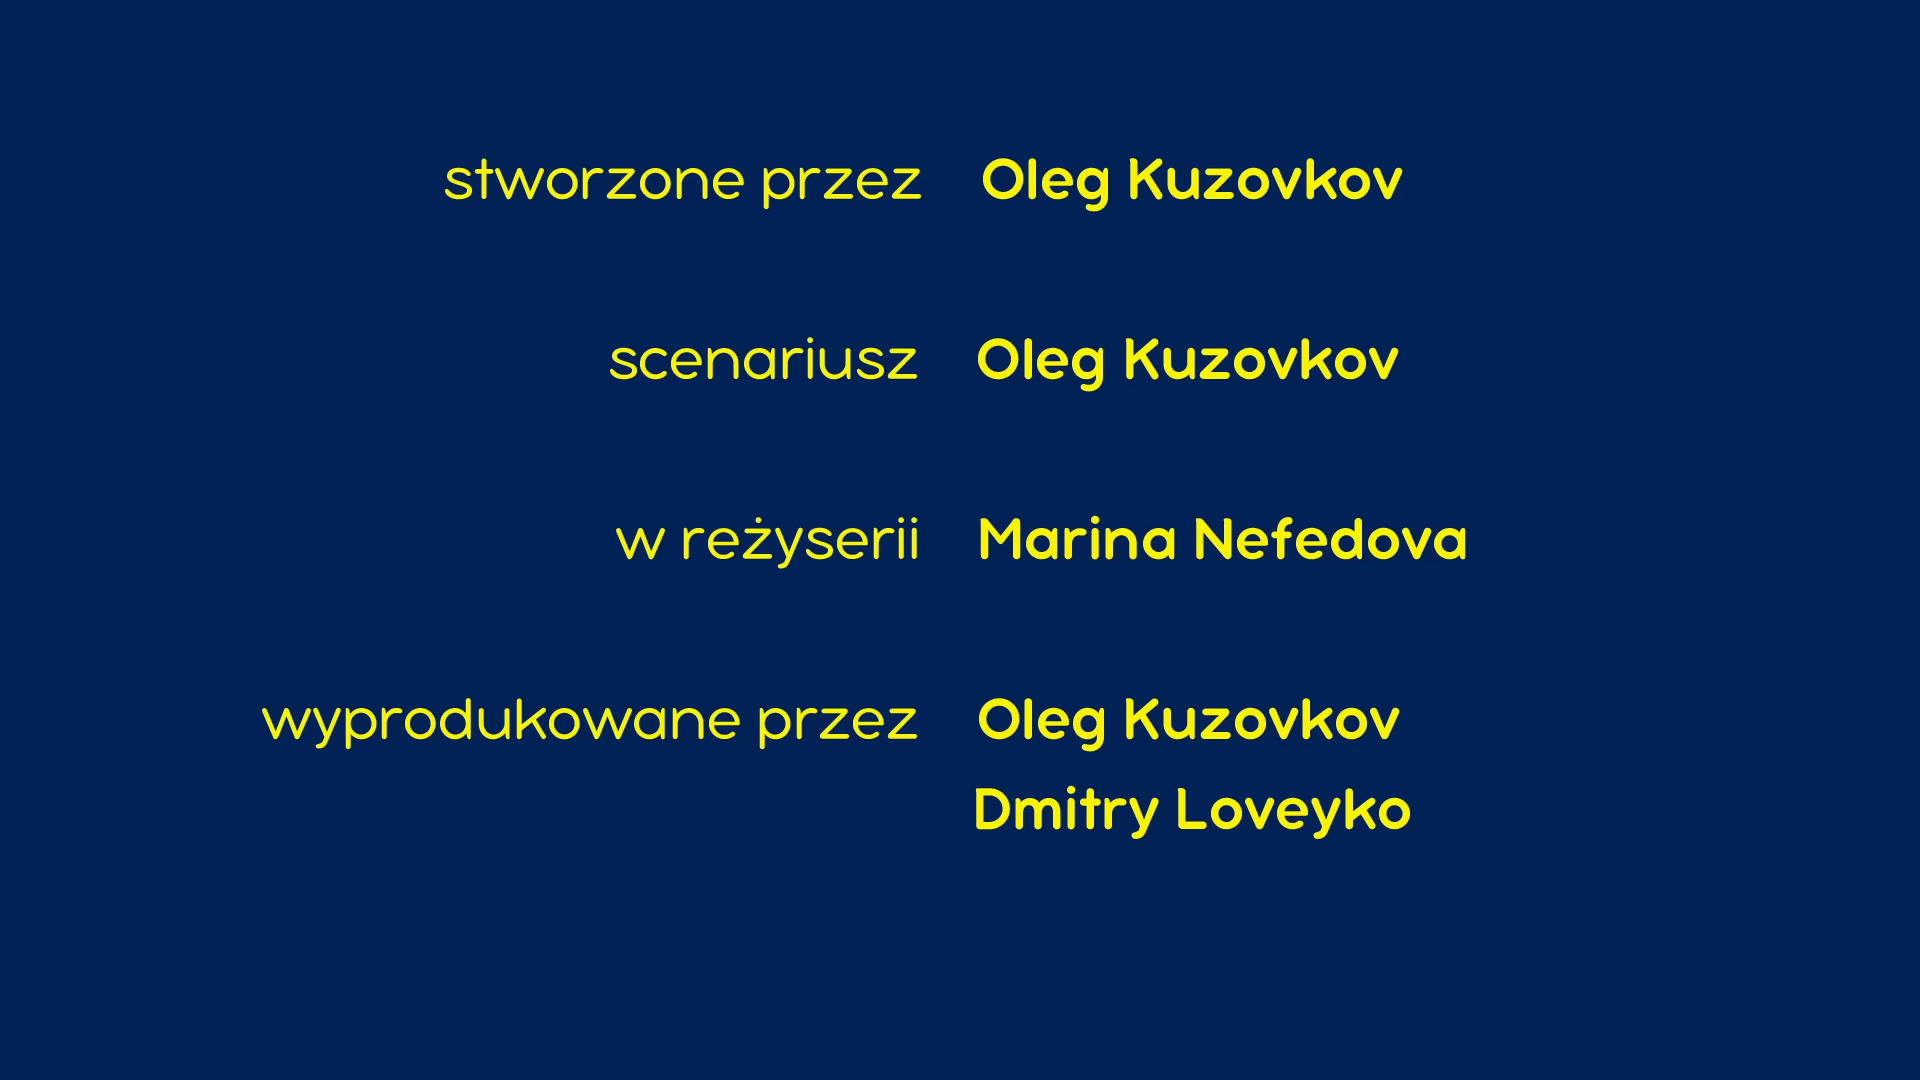 stworzone przez Oleg Kuzovkov
scenariusz Oleg Kuzovkov
w reżyserii Marina Nefedova
wyprodukowane przez Oleg Kuzovkov
Dmitry Loveyko